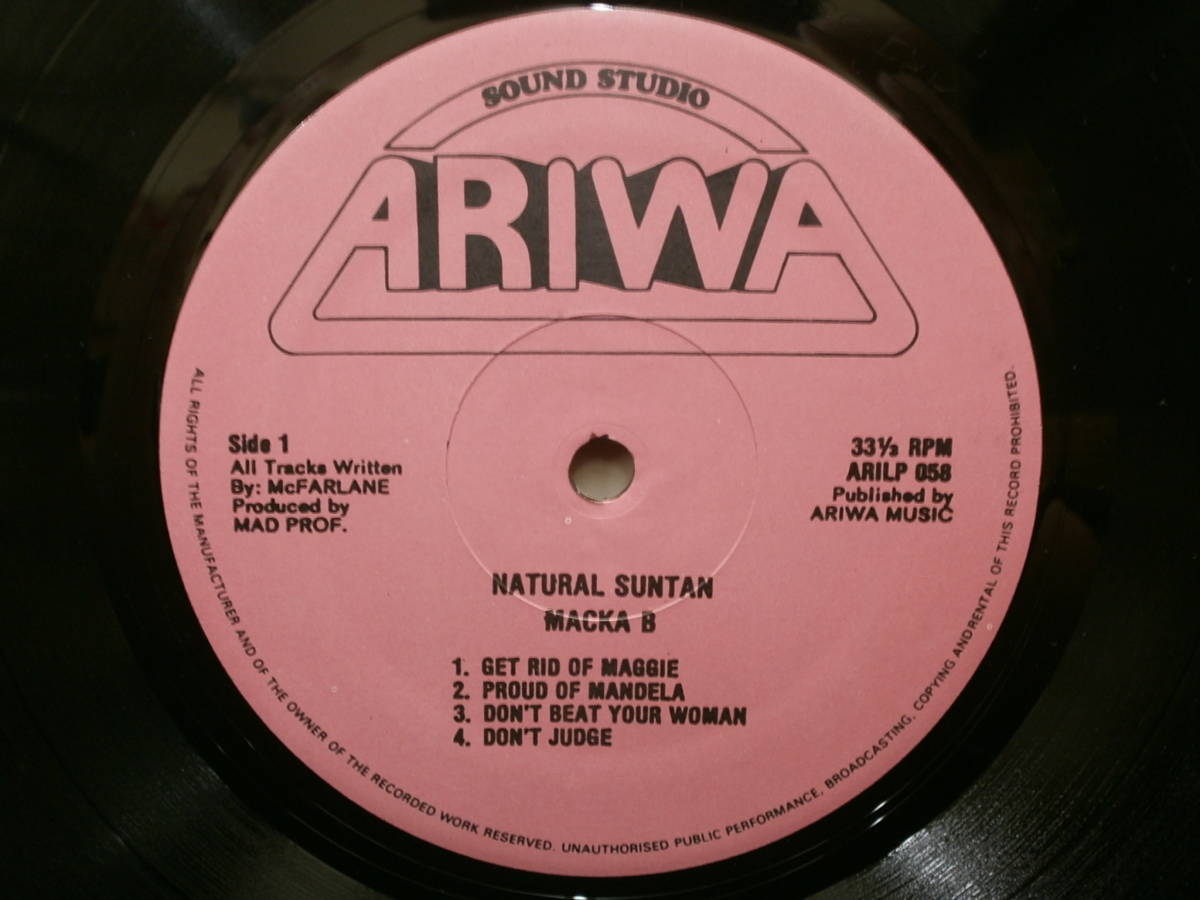 SOUND STUDIO
ARIWA
Side 1
All Tracks Written
By: McFARLANE
Produced by
MAD PROF.
33⅓ RPM
ARILP 058
Published by
ARIWA MUSIC
NATURAL SUNTAN
MACKA B
1. GET RID OF MAGGIE
2. PROUD OF MANDELA
3. DON'T BEAT YOUR WOMAN
4. DON'T JUDGE
ALL RIGHTS OF THE MANUFACTURER AND OF THE OWNER OF THE RECORDED WORK RESERVED. UNAUTHORISED PUBLIC PERFORMANCE, BROADCASTING, COPYING ANDRENTAL OF THIS RECORD PROHIBITED.